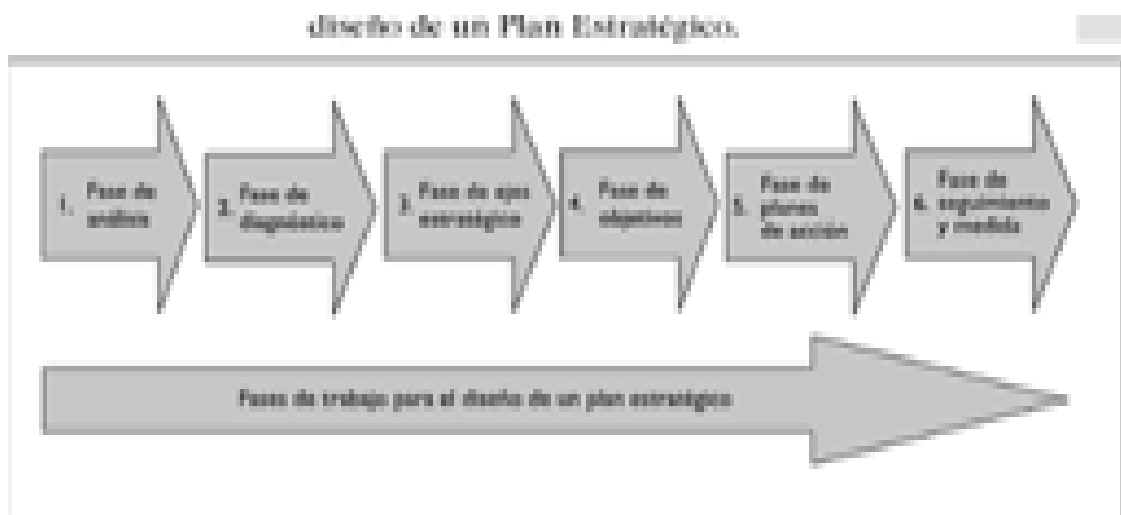 diseño de un Plan Estratégico.
1. Fase de
análisis
2. Fase de
diagnóstico
3. Fase de ejes
estratégico
4. Fase de
objetivos
5. Fase de
planes
de acción
6. Fase de
seguimiento
y medida
Fases de trabajo para el diseño de un plan estratégico